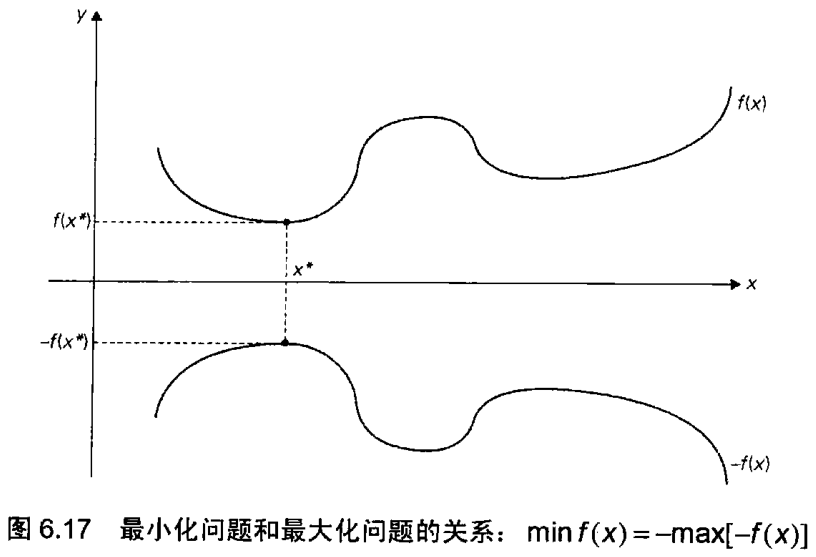 y
f(x)
f(x*)
x*
x
-f(x*)
-f(x)
图 6.17 最小化问题和最大化问题的关系：min f(x)=-max[-f(x)]